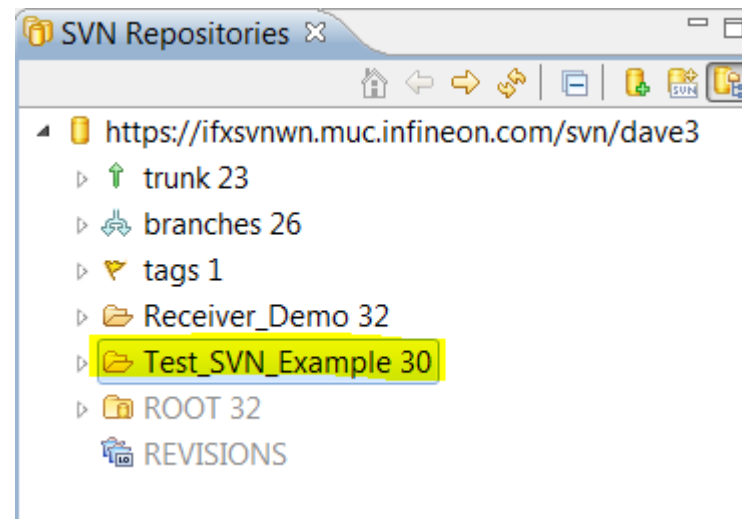 SVN Repositories
SVN
https://ifxsvnwn.muc.infineon.com/svn/dave3
trunk 23
branches 26
tags 1
Receiver_Demo 32
Test_SVN_Example 30
ROOT 32
REVISIONS